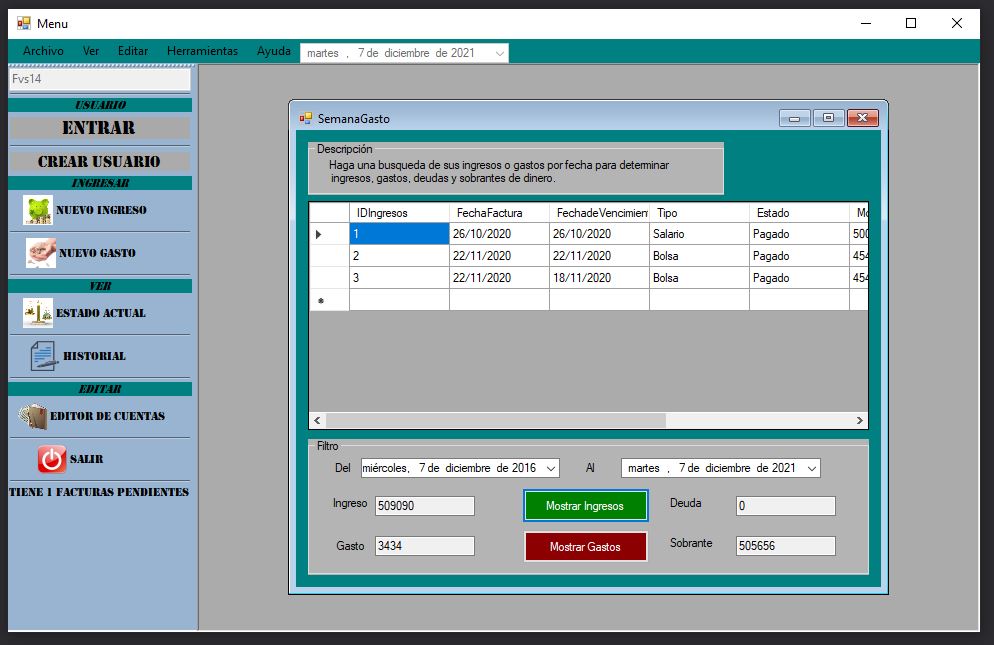 Menu
Archivo Ver Editar Herramientas Ayuda martes , 7 de diciembre de 2021
Fvs14
USUARIO
ENTRAR
CREAR USUARIO
INGRESAR
NUEVO INGRESO
NUEVO GASTO
VER
ESTADO ACTUAL
HISTORIAL
EDITAR
EDITOR DE CUENTAS
SALIR
TIENE 1 FACTURAS PENDIENTES
SemanaGasto
Descripción
Haga una busqueda de sus ingresos o gastos por fecha para determinar
ingresos, gastos, deudas y sobrantes de dinero.
IDIngresos FechaFactura FechadeVencimien Tipo Estado Mo
1 26/10/2020 26/10/2020 Salario Pagado 500
2 22/11/2020 22/11/2020 Bolsa Pagado 454
3 22/11/2020 18/11/2020 Bolsa Pagado 454
Filtro
Del miércoles, 7 de diciembre de 2016 Al martes , 7 de diciembre de 2021
Ingreso 509090 Mostrar Ingresos Deuda 0
Gasto 3434 Mostrar Gastos Sobrante 505656